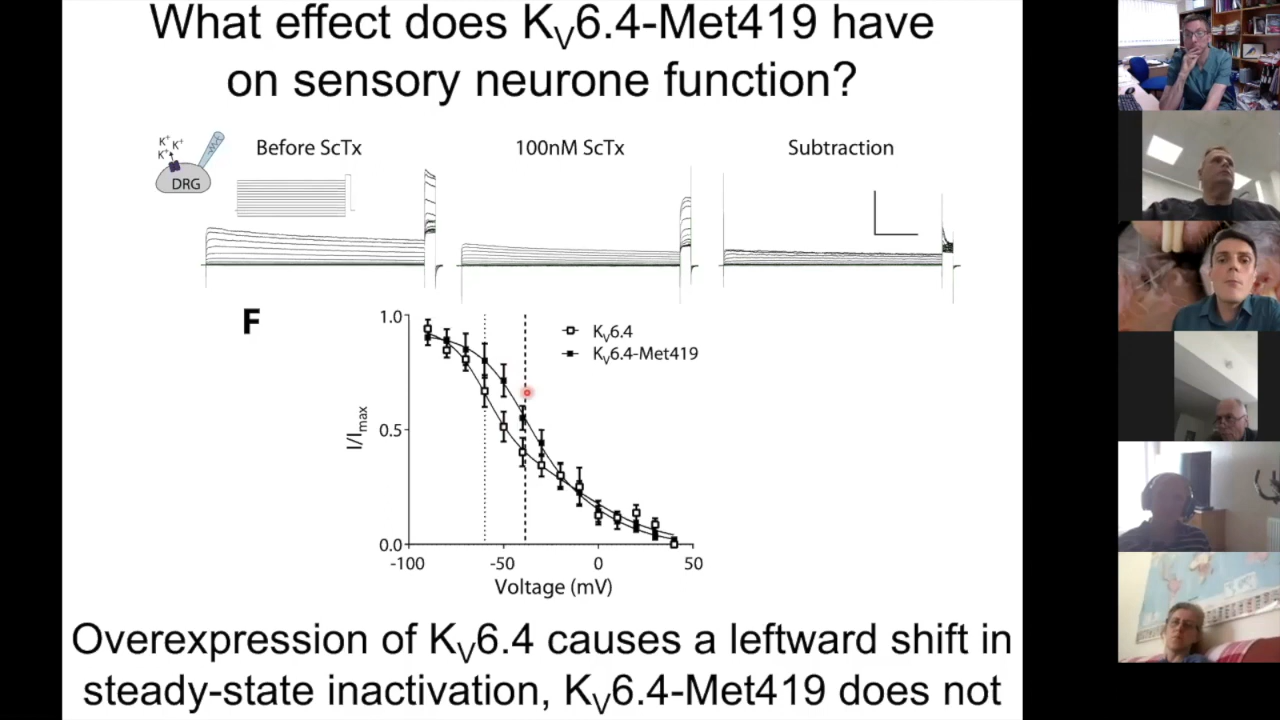 What effect does KV6.4-Met419 have
on sensory neurone function?
K+
K+
K+
DRG
Before ScTx
100nM ScTx
Subtraction
F
KV6.4
KV6.4-Met419
I/Imax
1.0
0.5
0.0
-100
-50
0
50
Voltage (mV)
Overexpression of KV6.4 causes a leftward shift in
steady-state inactivation, KV6.4-Met419 does not